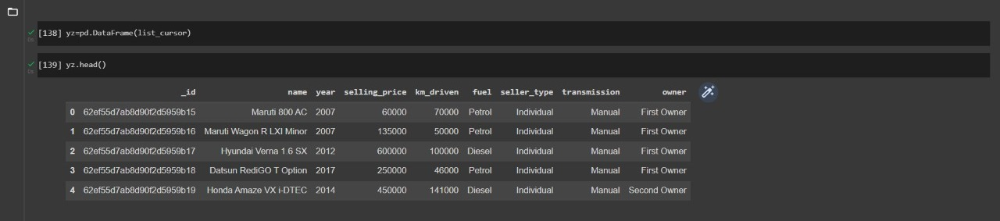 [138] yz=pd.DataFrame(list_cursor)
0s
[139] yz.head()
0s
_id name year selling_price km_driven fuel seller_type transmission owner
0 62ef55d7ab8d90f2d5959b15 Maruti 800 AC 2007 60000 70000 Petrol Individual Manual First Owner
1 62ef55d7ab8d90f2d5959b16 Maruti Wagon R LXI Minor 2007 135000 50000 Petrol Individual Manual First Owner
2 62ef55d7ab8d90f2d5959b17 Hyundai Verna 1.6 SX 2012 600000 100000 Diesel Individual Manual First Owner
3 62ef55d7ab8d90f2d5959b18 Datsun RediGO T Option 2017 250000 46000 Petrol Individual Manual First Owner
4 62ef55d7ab8d90f2d5959b19 Honda Amaze VX i-DTEC 2014 450000 141000 Diesel Individual Manual Second Owner